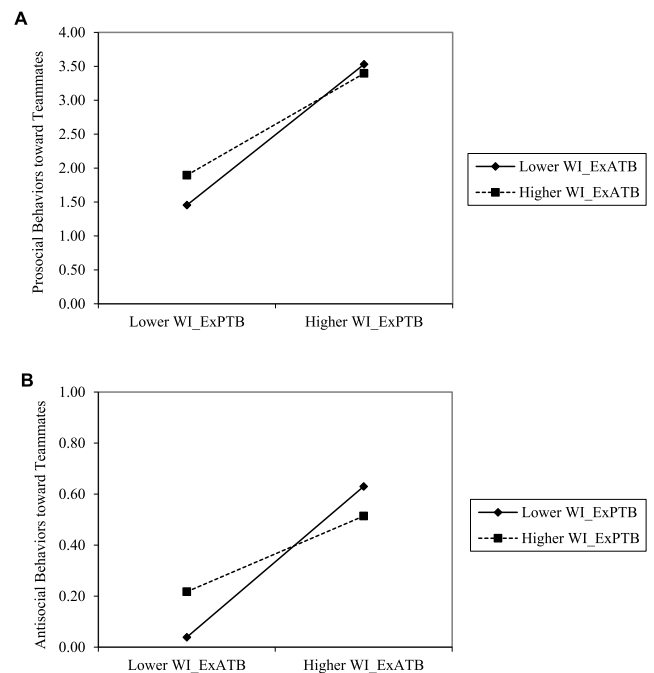 A
Prosocial Behaviors toward Teammates
4.00
3.50
3.00
2.50
2.00
1.50
1.00
0.50
0.00
Lower WI_ExPTB
Higher WI_ExPTB
Lower WI_ExATB
Higher WI_ExATB
B
Antisocial Behaviors toward Teammates
1.00
0.80
0.60
0.40
0.20
0.00
Lower WI_ExATB
Higher WI_ExATB
Lower WI_ExPTB
Higher WI_ExPTB